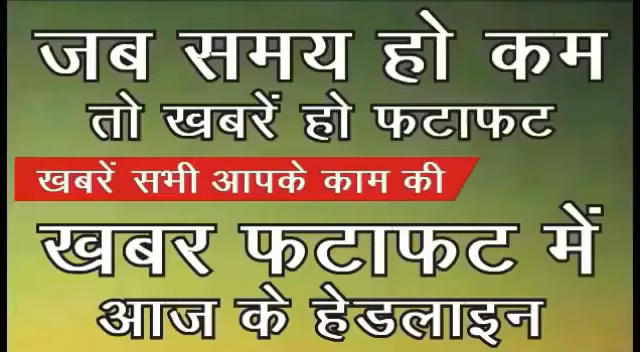 जब समय हो कम
तो खबरें हो फटाफट
खबरें सभी आपके काम की
खबर फटाफट में
आज के हेडलाइन